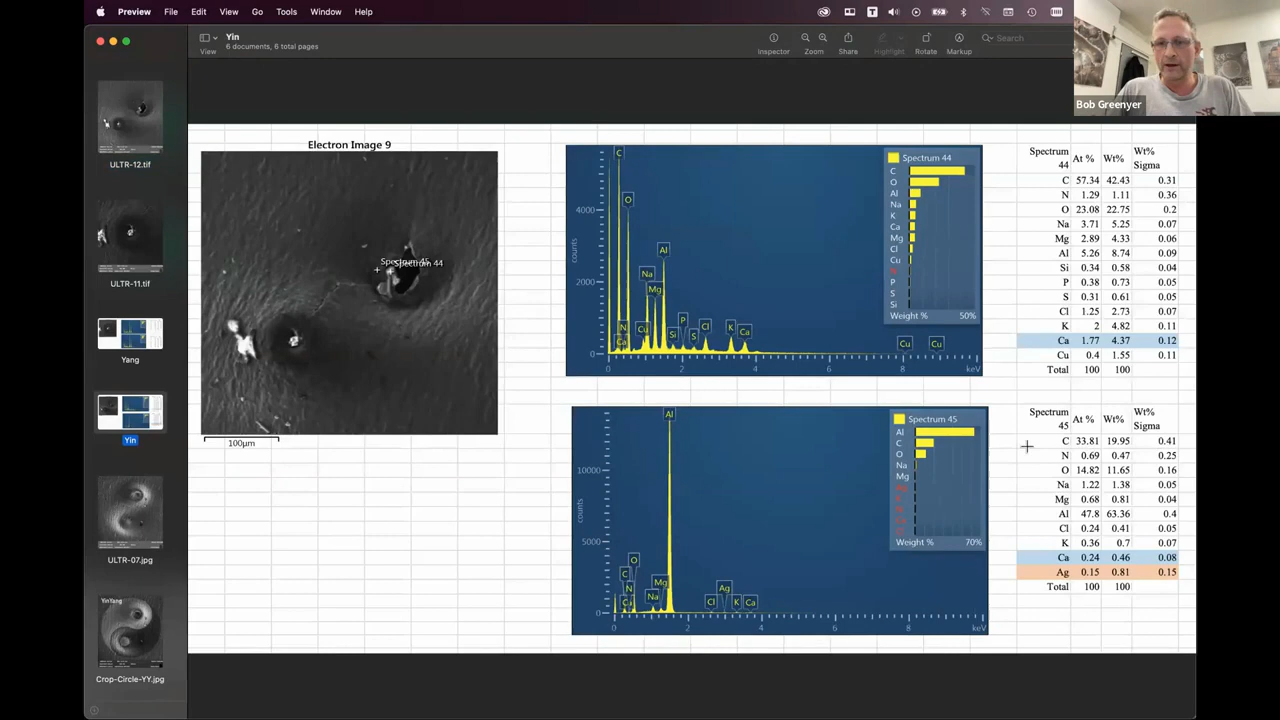 Preview File Edit View Go Tools Window Help
Yin
6 documents, 6 total pages
View
Inspector Zoom Share Highlight Rotate Markup Search
Bob Greenyer
ULTR-12.tif
ULTR-11.tif
Yang
Yin
ULTR-07.jpg
YinYang
Crop-Circle-YY.jpg
Electron Image 9
Spectrum 45
Spectrum 44
100µm
Spectrum 44
C
O
Al
Na
K
Ca
Mg
Cl
Cu
N
P
S
Si
Weight % 50%
4000
2000
0
counts
C
O
Al
Na
Mg
N
Ca
Cu
Si
P
S
Cl
K
Ca
Cu
Cu
0 2 4 6 8 keV
Spectrum 44 At % Wt% Wt% Sigma
C 57.34 42.43 0.31
N 1.29 1.11 0.36
O 23.08 22.75 0.2
Na 3.71 5.25 0.07
Mg 2.89 4.33 0.06
Al 5.26 8.74 0.09
Si 0.34 0.58 0.04
P 0.38 0.73 0.05
S 0.31 0.61 0.05
Cl 1.25 2.73 0.07
K 2 4.82 0.11
Ca 1.77 4.37 0.12
Cu 0.4 1.55 0.11
Total 100 100
Spectrum 45
Al
C
O
Na
Mg
Weight % 70%
10000
5000
0
counts
Al
O
C
N
Ca
Na
Mg
Cl
Ag
K
Ca
0 2 4 6 8 keV
Spectrum 45 At % Wt% Wt% Sigma
C 33.81 19.95 0.41
N 0.69 0.47 0.25
O 14.82 11.65 0.16
Na 1.22 1.38 0.05
Mg 0.68 0.81 0.04
Al 47.8 63.36 0.4
Cl 0.24 0.41 0.05
K 0.36 0.7 0.07
Ca 0.24 0.46 0.08
Ag 0.15 0.81 0.15
Total 100 100